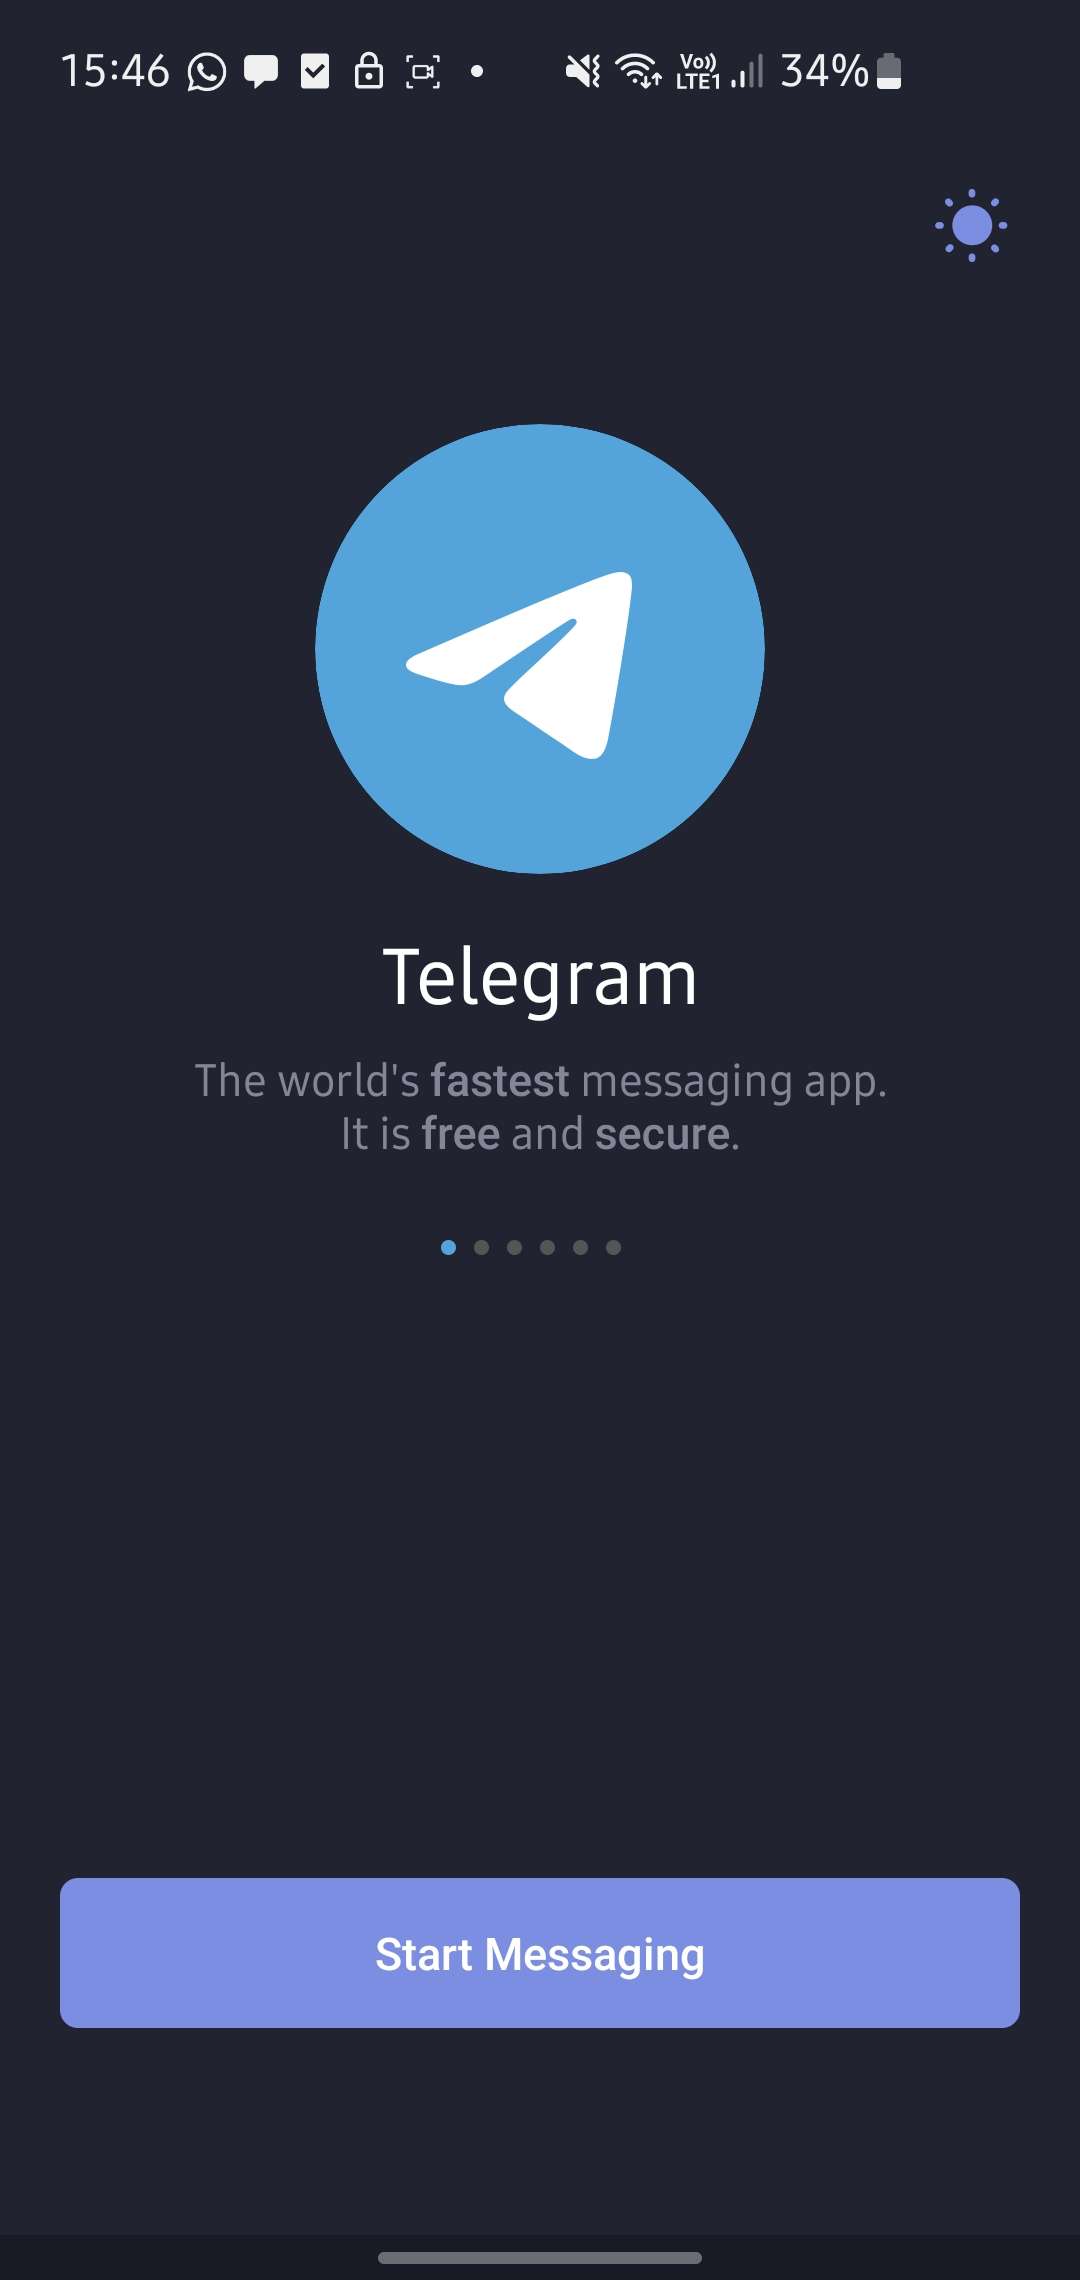 15:46 Vo)) LTE1 34%
Telegram
The world's fastest messaging app.
It is free and secure.
Start Messaging